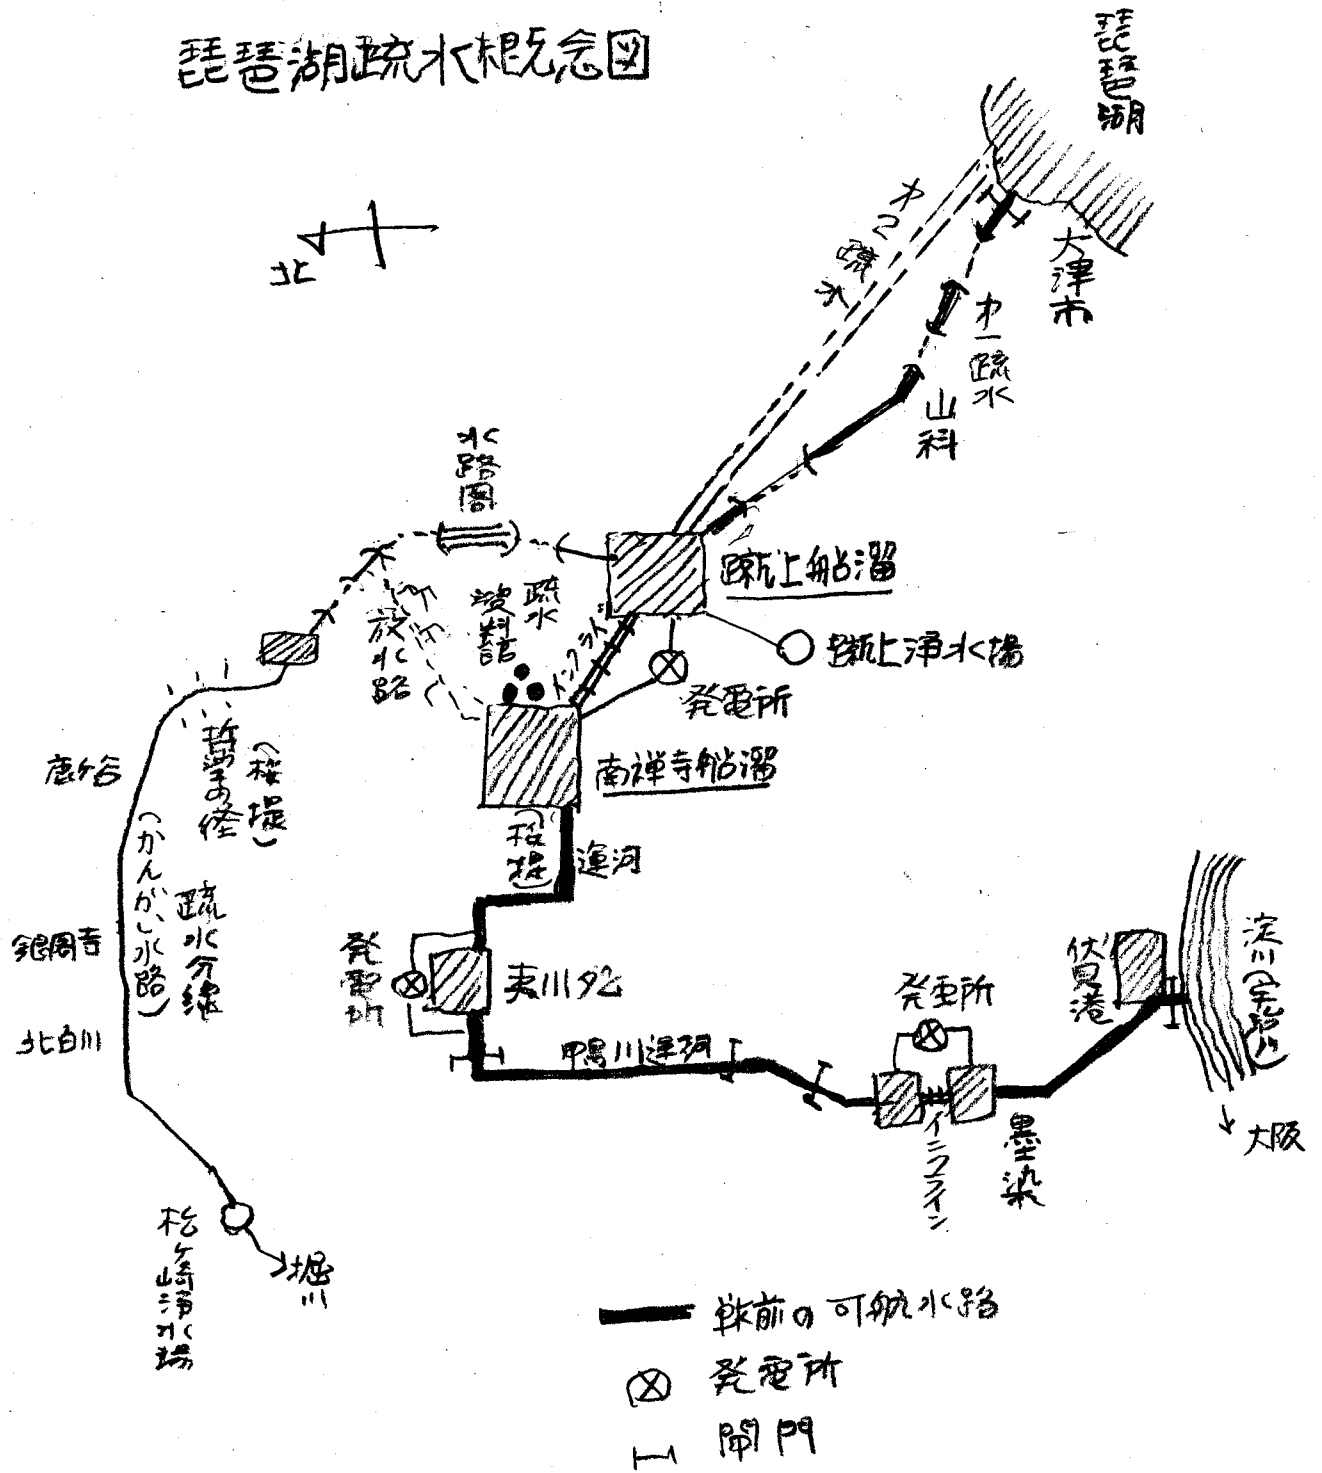 琵琶湖疏水概念図
琵琶湖
北
大津市
オ2疏水
オ一疏水
山科
水路閣
蹴上船溜
疏水
資料館
インクライン
放水路
蹴上浄水場
発電所
南禅寺船溜
哲学の径
(桜堤)
鹿ケ谷
(かんがい水路)
疏水分線
銀閣寺
北白川
(桜堤)
運河
発電所
夷川ダム
鴨川運河
発電所
伏見港
淀川(宇治川)
大阪
インクライン
墨染
松ヶ崎浄水場
堀川
戦前の可航水路
発電所
閘門